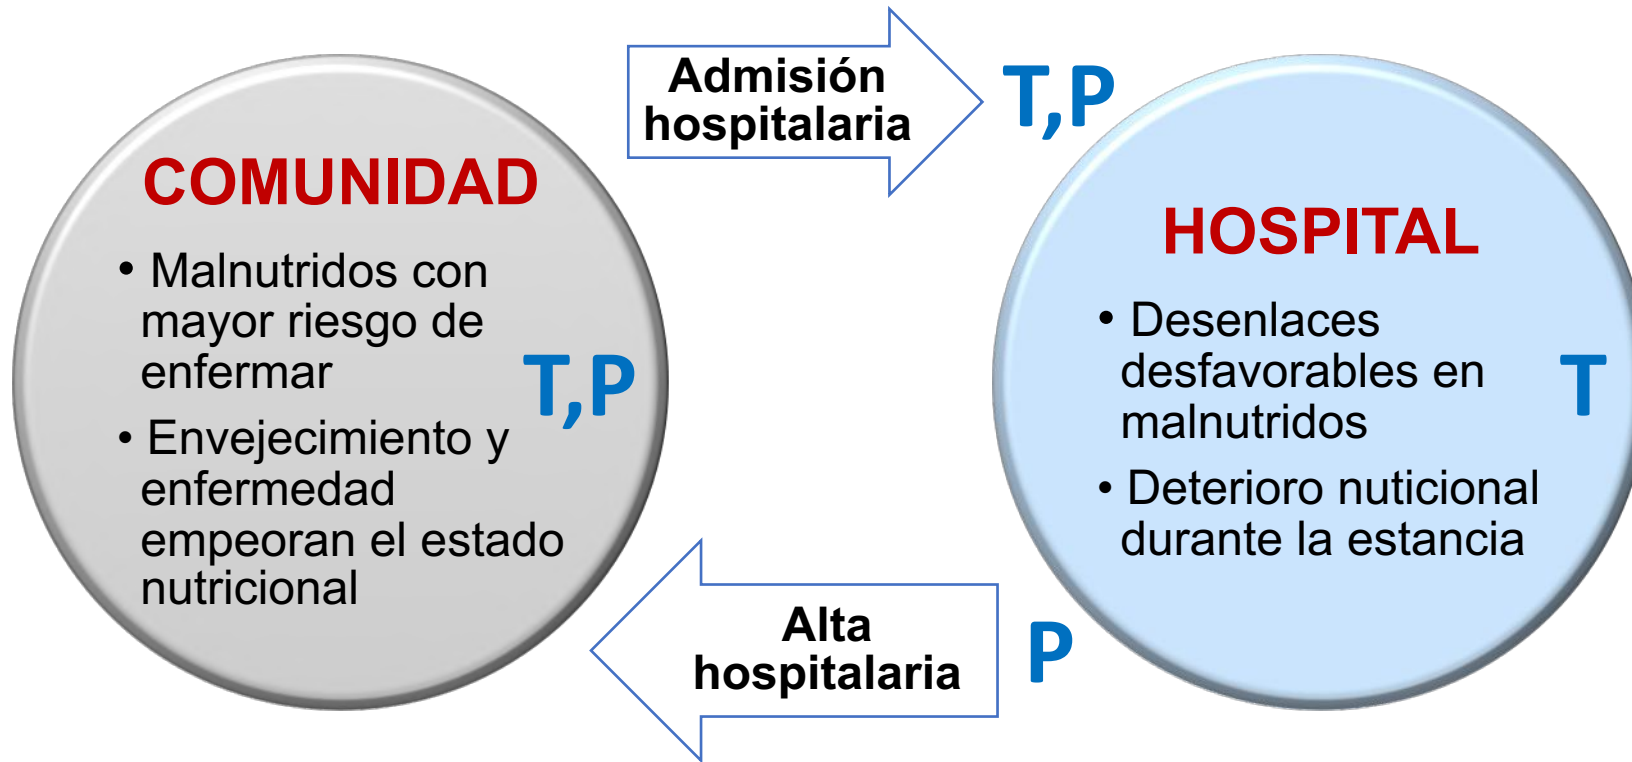 Admisión
hospitalaria
T,P
COMUNIDAD
• Malnutridos con
mayor riesgo de
enfermar
• Envejecimiento y
enfermedad
empeoran el estado
nutricional
T,P
HOSPITAL
• Desenlaces
desfavorables en
malnutridos
• Deterioro nuticional
durante la estancia
T
Alta
hospitalaria
P